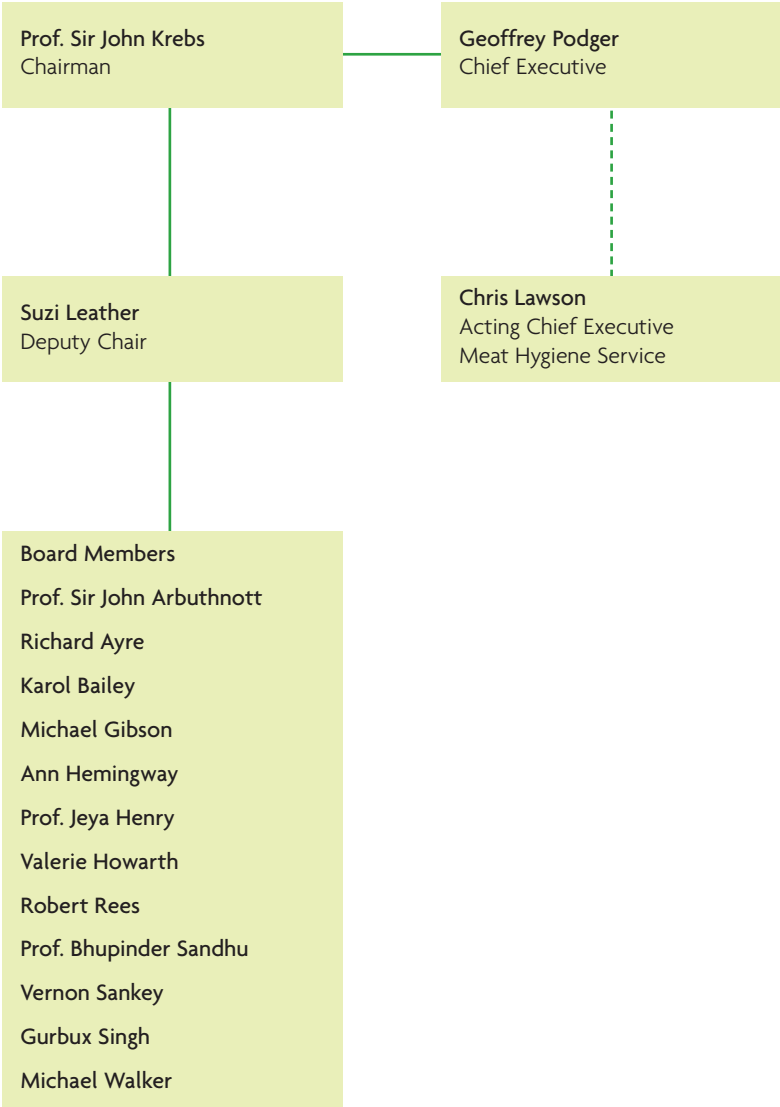 Prof. Sir John Krebs
Chairman
Geoffrey Podger
Chief Executive
Suzi Leather
Deputy Chair
Chris Lawson
Acting Chief Executive
Meat Hygiene Service
Board Members
Prof. Sir John Arbuthnott
Richard Ayre
Karol Bailey
Michael Gibson
Ann Hemingway
Prof. Jeya Henry
Valerie Howarth
Robert Rees
Prof. Bhupinder Sandhu
Vernon Sankey
Gurbux Singh
Michael Walker